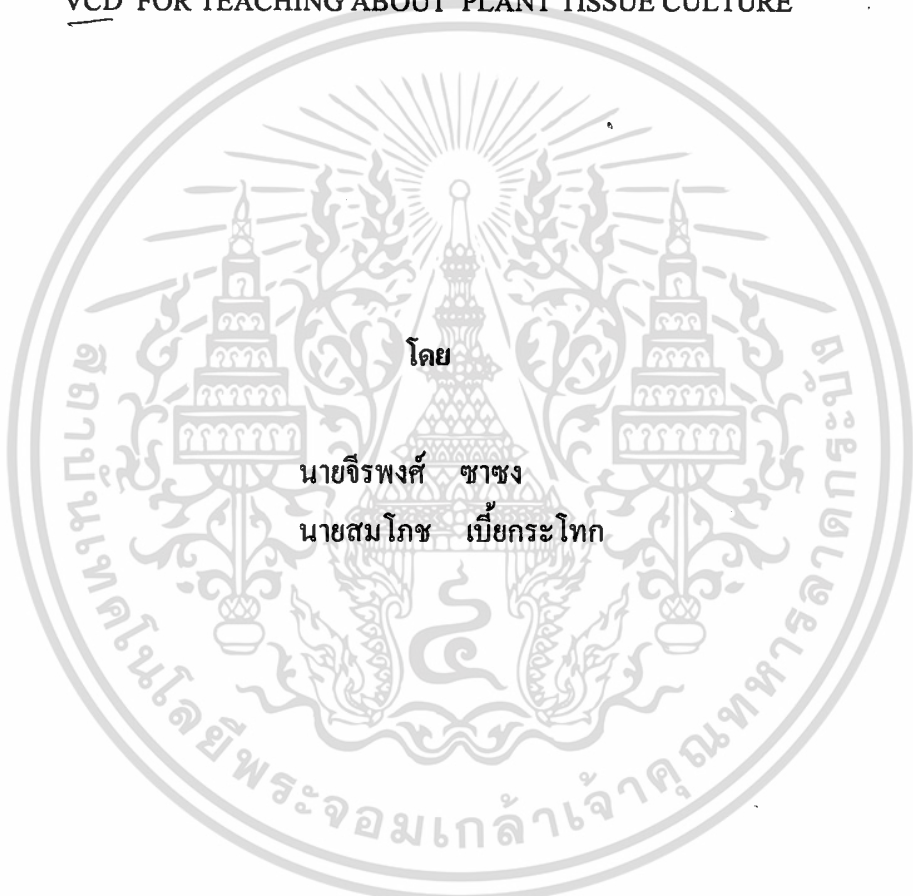 VCD FOR TEACHING ABOUT PLANT TISSUE CULTURE
โดย
นายจีรพงศ์ ซาซง
นายสมโภช เบี้ยกระโทก
สถาบันเทคโนโลยีพระจอมเกล้าเจ้าคุณทหารลาดกระบัง